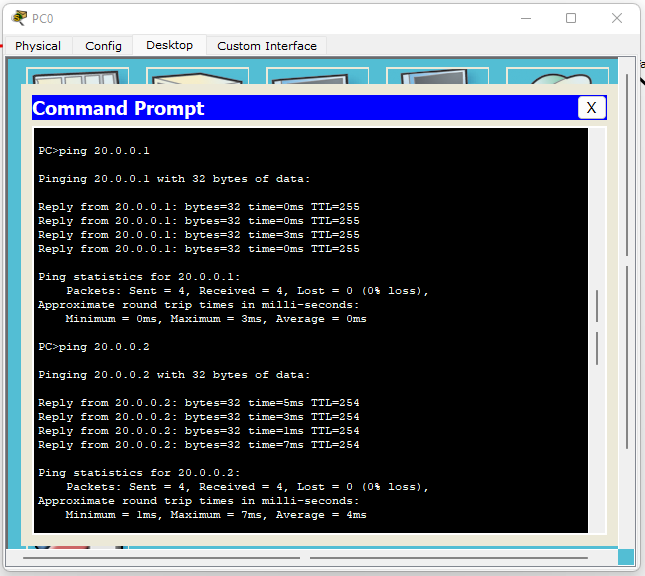 PC0
Physical Config Desktop Custom Interface
Command Prompt X
PC>ping 20.0.0.1
Pinging 20.0.0.1 with 32 bytes of data:
Reply from 20.0.0.1: bytes=32 time=0ms TTL=255
Reply from 20.0.0.1: bytes=32 time=0ms TTL=255
Reply from 20.0.0.1: bytes=32 time=3ms TTL=255
Reply from 20.0.0.1: bytes=32 time=0ms TTL=255
Ping statistics for 20.0.0.1:
Packets: Sent = 4, Received = 4, Lost = 0 (0% loss),
Approximate round trip times in milli-seconds:
Minimum = 0ms, Maximum = 3ms, Average = 0ms
PC>ping 20.0.0.2
Pinging 20.0.0.2 with 32 bytes of data:
Reply from 20.0.0.2: bytes=32 time=5ms TTL=254
Reply from 20.0.0.2: bytes=32 time=3ms TTL=254
Reply from 20.0.0.2: bytes=32 time=1ms TTL=254
Reply from 20.0.0.2: bytes=32 time=7ms TTL=254
Ping statistics for 20.0.0.2:
Packets: Sent = 4, Received = 4, Lost = 0 (0% loss),
Approximate round trip times in milli-seconds:
Minimum = 1ms, Maximum = 7ms, Average = 4ms